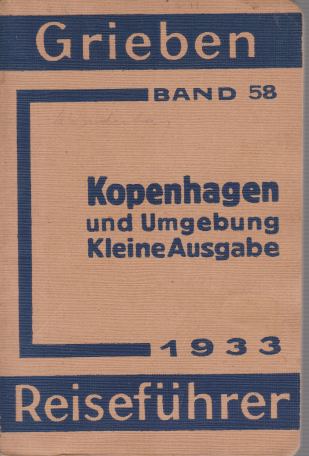 Grieben
BAND 58
Kopenhagen
und Umgebung
Kleine Ausgabe
1933
Reiseführer